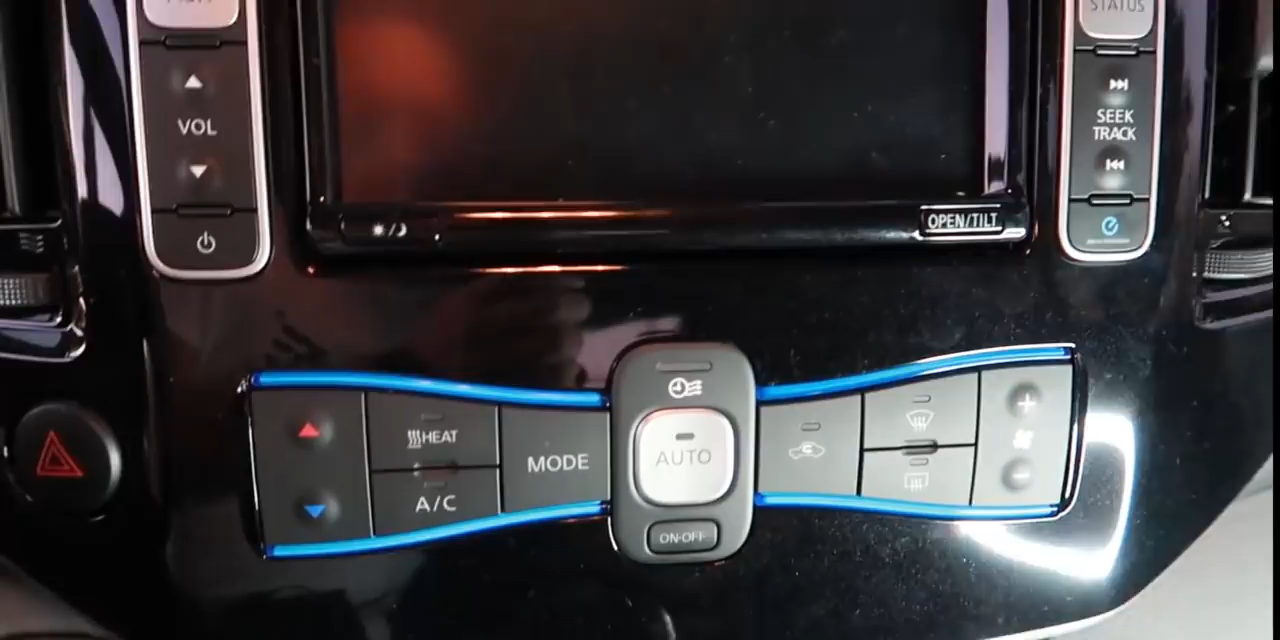 STATUS
VOL
SEEK
TRACK
OPEN/TILT
HEAT
MODE
AUTO
A/C
ON·OFF